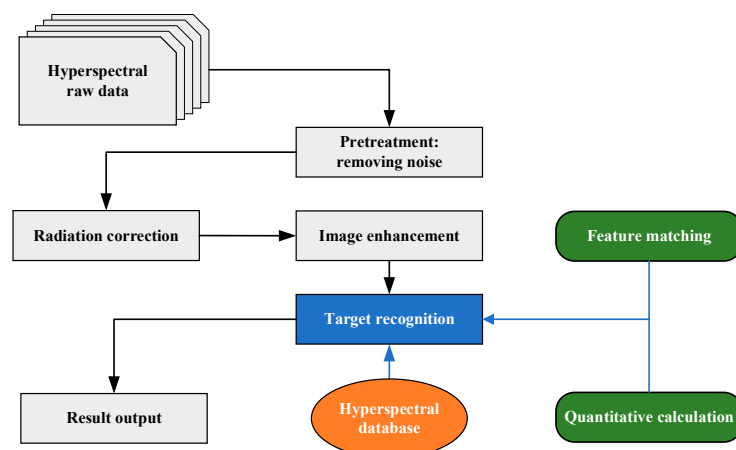 Hyperspectral
raw data
Pretreatment:
removing noise
Radiation correction
Image enhancement
Feature matching
Target recognition
Result output
Hyperspectral
database
Quantitative calculation